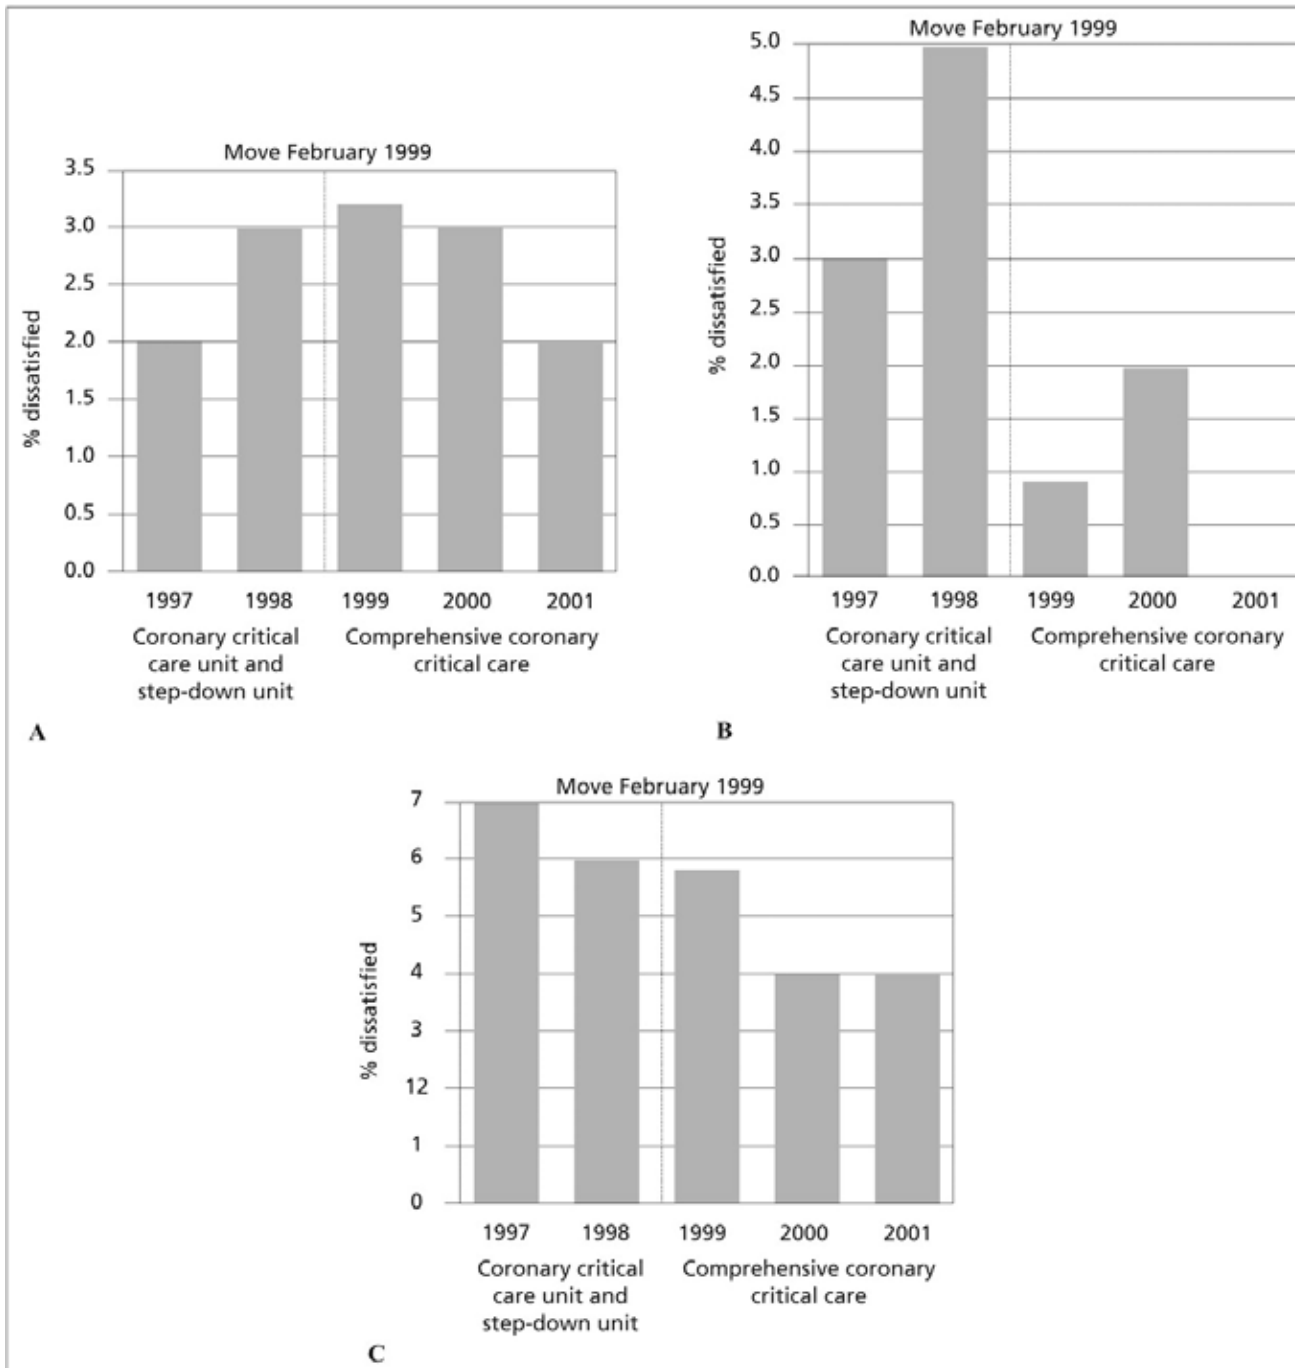 Move February 1999
3.5
3.0
2.5
2.0
1.5
1.0
0.5
0.0
% dissatisfied
1997 1998 1999 2000 2001
Coronary critical
care unit and
step-down unit
Comprehensive coronary
critical care
A
Move February 1999
5.0
4.5
4.0
3.5
3.0
2.5
2.0
1.5
1.0
0.5
0.0
% dissatisfied
1997 1998 1999 2000 2001
Coronary critical
care unit and
step-down unit
Comprehensive coronary
critical care
B
Move February 1999
7
6
5
4
3
12
1
0
% dissatisfied
1997 1998 1999 2000 2001
Coronary critical
care unit and
step-down unit
Comprehensive coronary
critical care
C